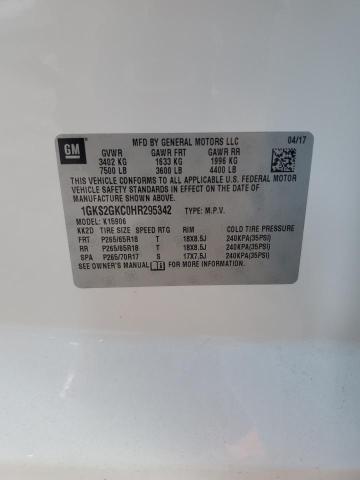 GM
MFD BY GENERAL MOTORS LLC
04/17
GVWR GAWR FRT GAWR RR
3402 KG 1633 KG 1996 KG
7500 LB 3600 LB 4400 LB
THIS VEHICLE CONFORMS TO ALL APPLICABLE U.S. FEDERAL MOTOR
VEHICLE SAFETY STANDARDS IN EFFECT ON THE DATE OF
MANUFACTURE SHOWN ABOVE.
1GKS2GKC0HR295342 TYPE: M.P.V.
MODEL: K15906
KK2D TIRE SIZE SPEED RTG RIM COLD TIRE PRESSURE
FRT P265/65R18 T 18X8.5J 240KPA(35PSI)
RR P265/65R18 T 18X8.5J 240KPA(35PSI)
SPA P265/70R17 S 17X7.5J 240KPA(35PSI)
SEE OWNER'S MANUAL FOR MORE INFORMATION.